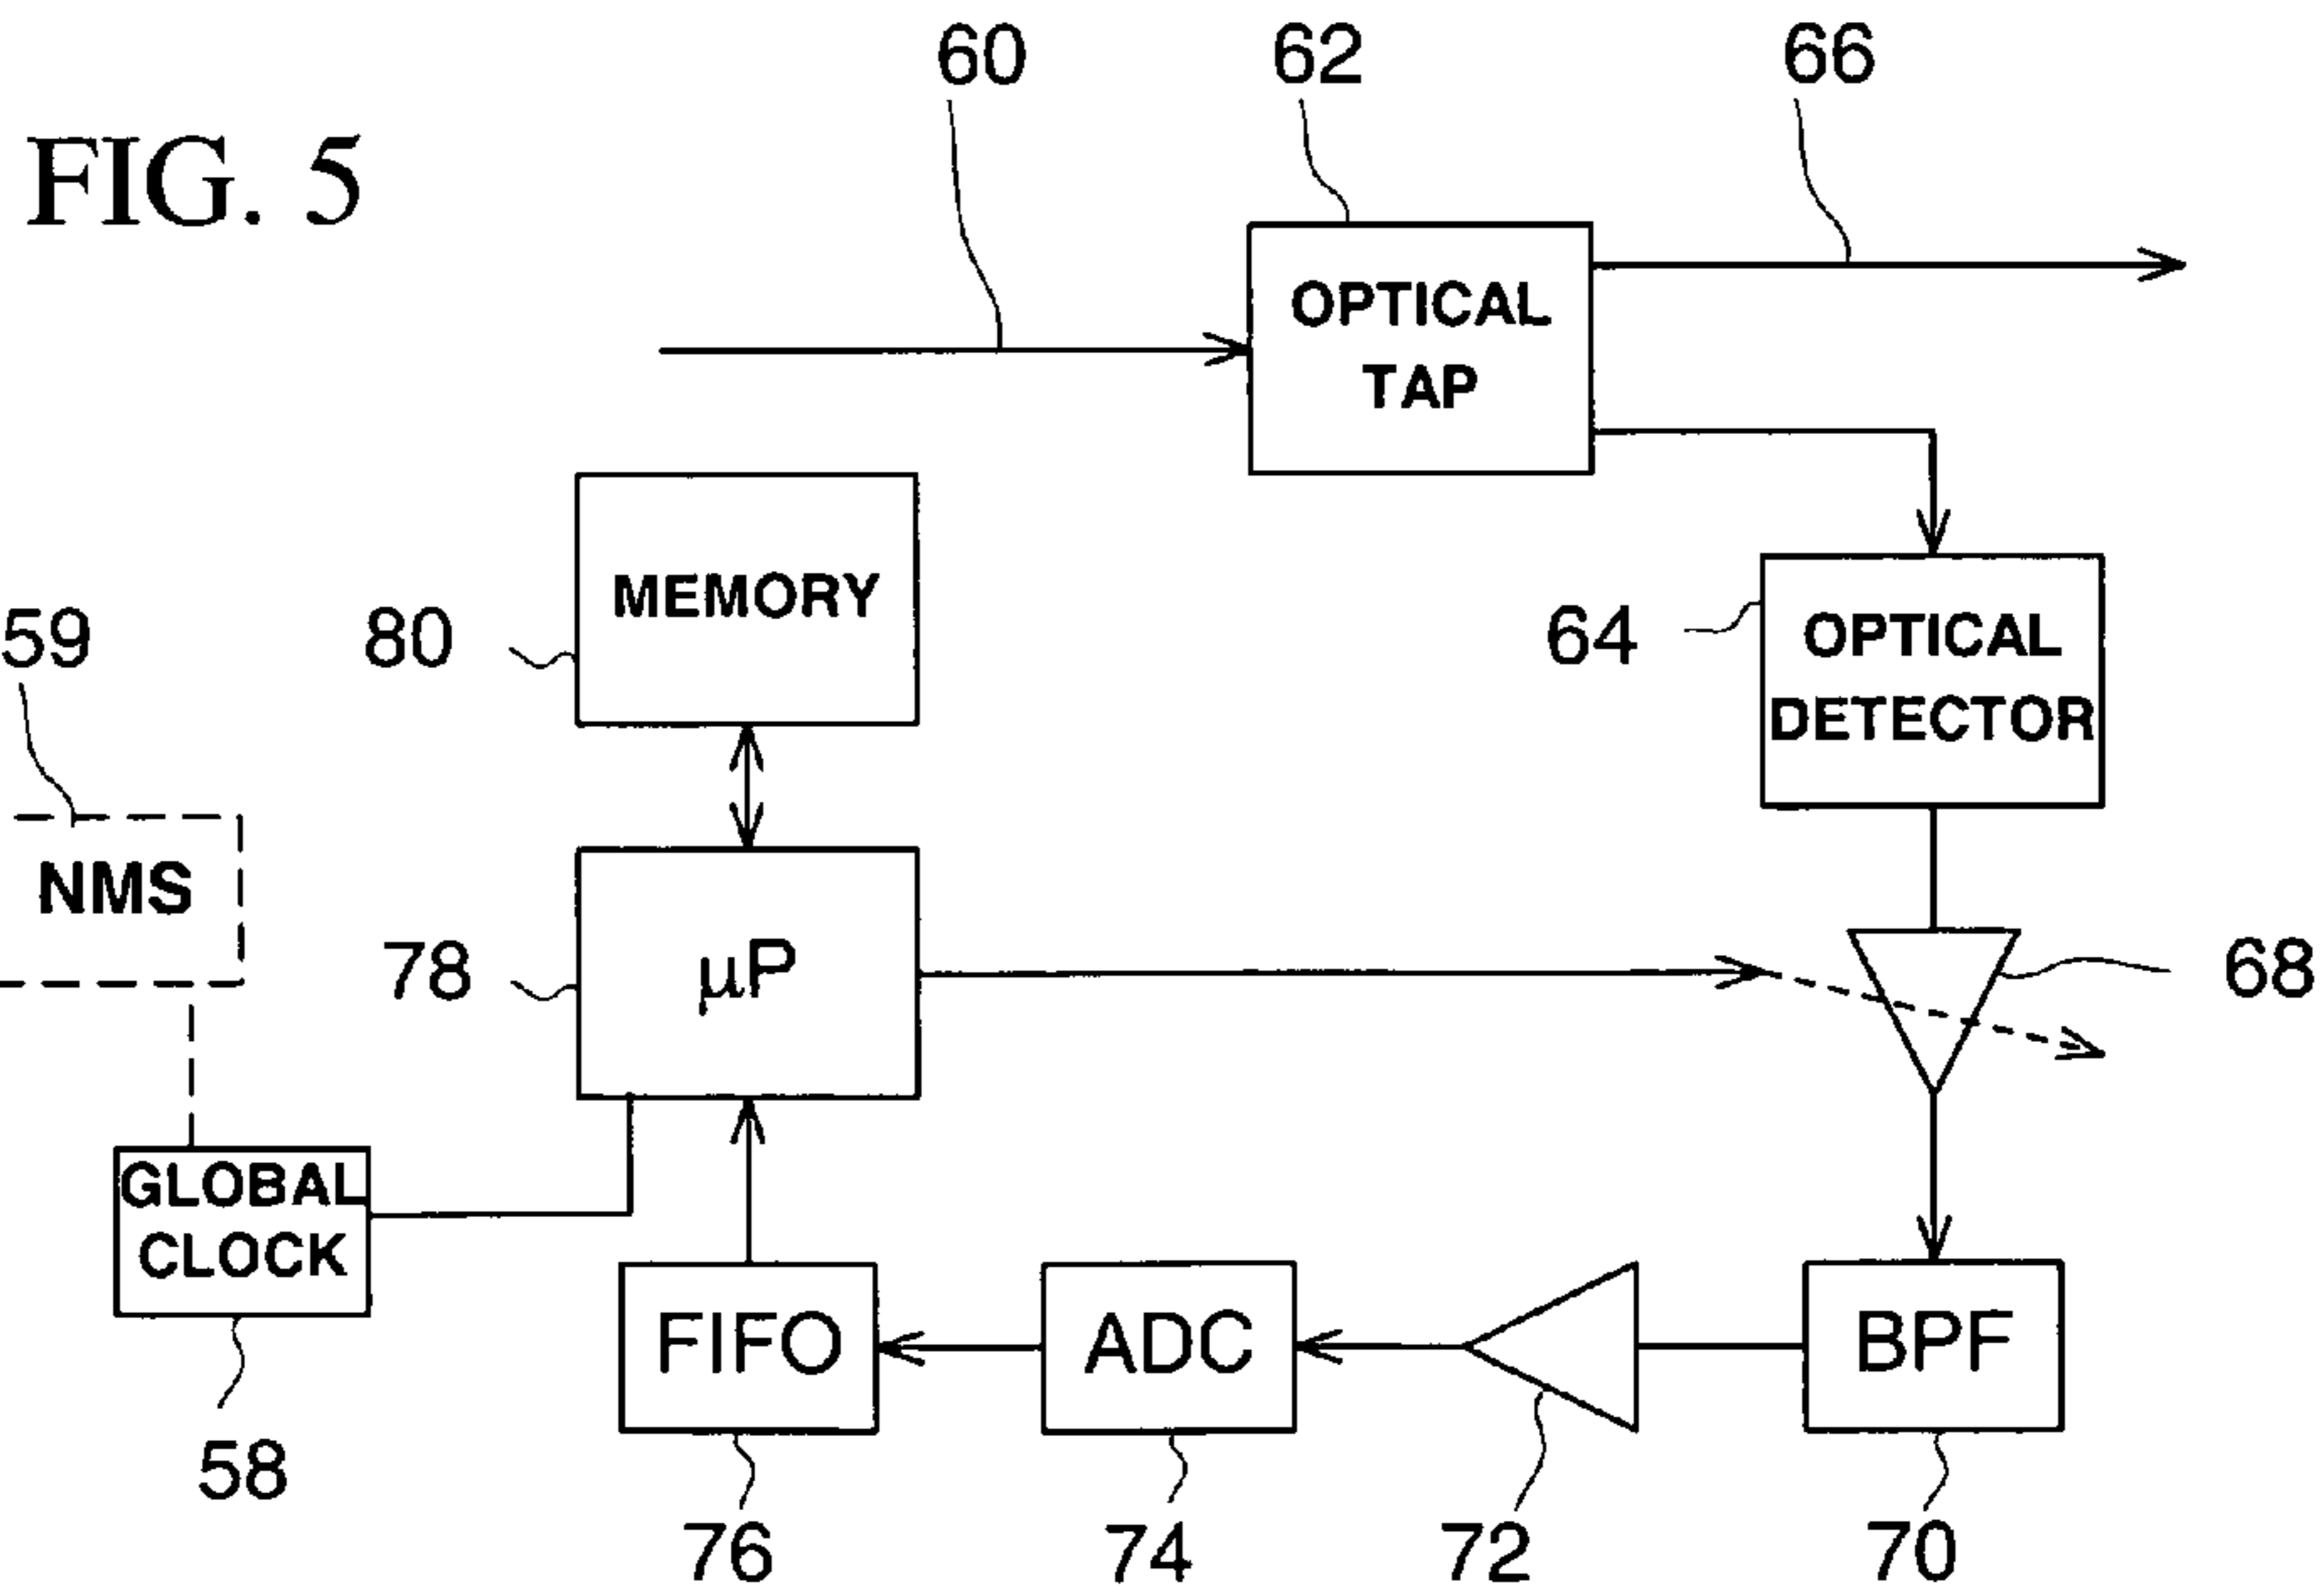 60
62
66
FIG. 5
OPTICAL
TAP
MEMORY
59
80
64
OPTICAL
DETECTOR
NMS
78
µP
68
GLOBAL
CLOCK
FIFO
ADC
BPF
58
76
74
72
70